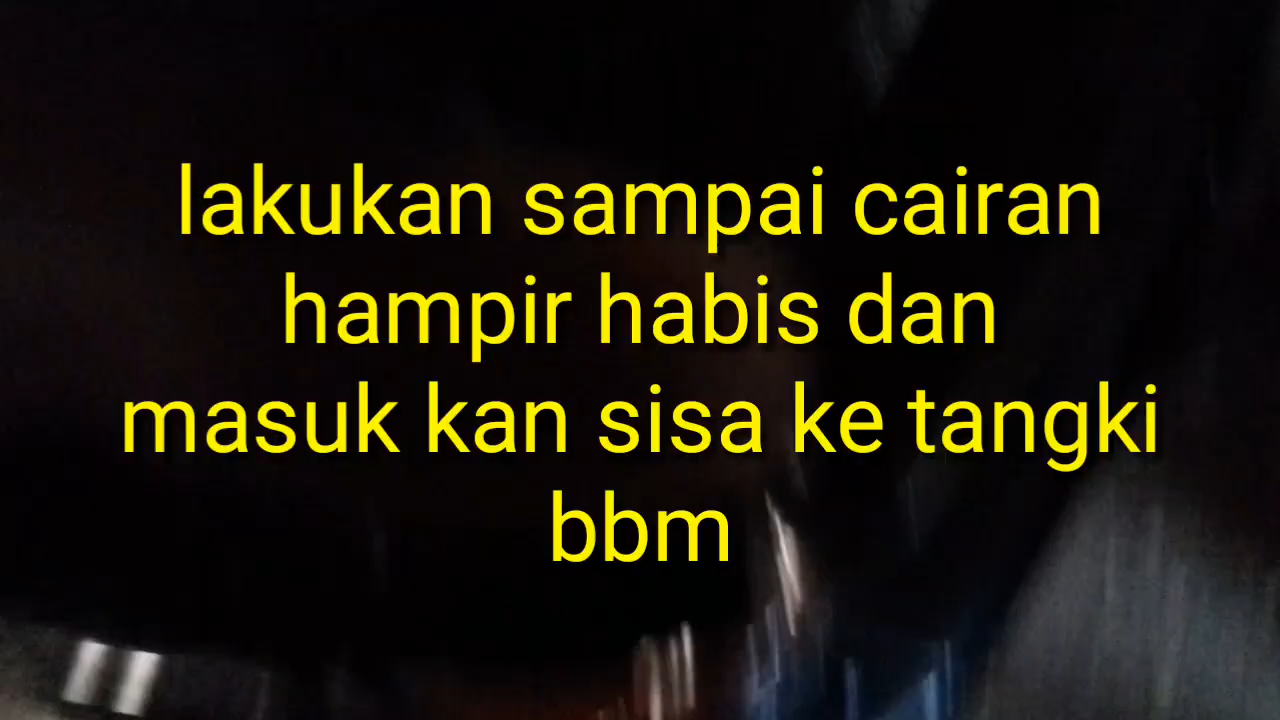 lakukan sampai cairan
hampir habis dan
masuk kan sisa ke tangki
bbm